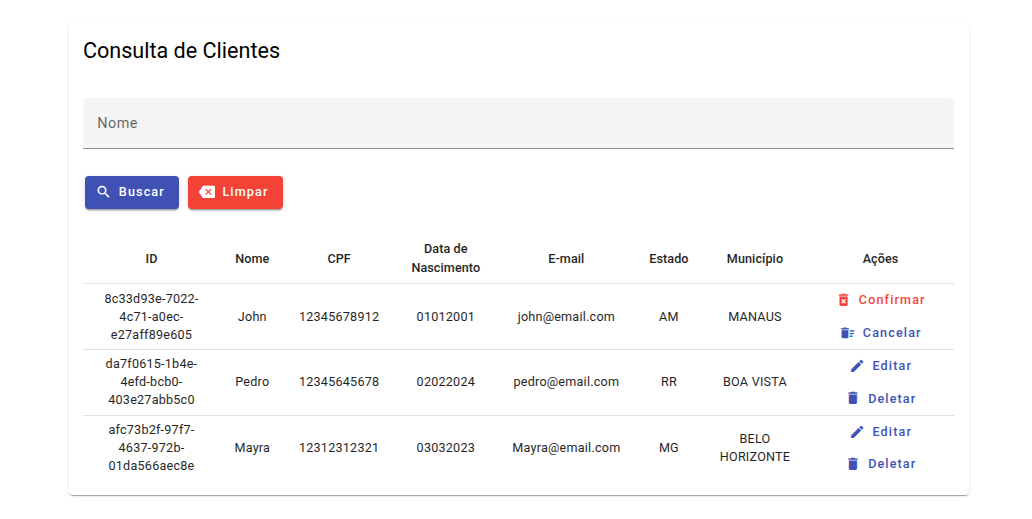 Consulta de Clientes
Nome
Buscar Limpar
ID Nome CPF Data de Nascimento E-mail Estado Município Ações
8c33d93e-7022-
4c71-a0ec-
e27aff89e605
John 12345678912 01012001 john@email.com AM MANAUS
Confirmar
Cancelar
da7f0615-1b4e-
4efd-bcb0-
403e27abb5c0
Pedro 12345645678 02022024 pedro@email.com RR BOA VISTA
Editar
Deletar
afc73b2f-97f7-
4637-972b-
01da566aec8e
Mayra 12312312321 03032023 Mayra@email.com MG BELO
HORIZONTE
Editar
Deletar